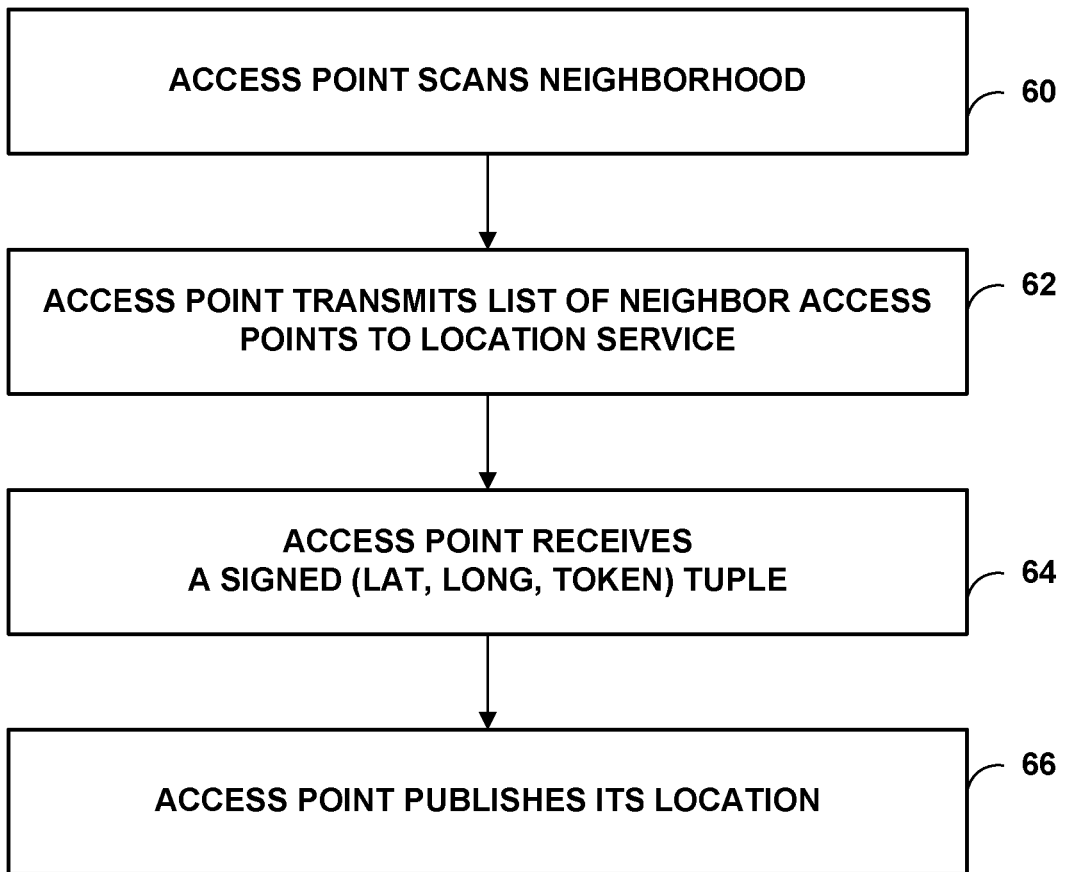 ACCESS POINT SCANS NEIGHBORHOOD
60
ACCESS POINT TRANSMITS LIST OF NEIGHBOR ACCESS
POINTS TO LOCATION SERVICE
62
ACCESS POINT RECEIVES
A SIGNED (LAT, LONG, TOKEN) TUPLE
64
ACCESS POINT PUBLISHES ITS LOCATION
66